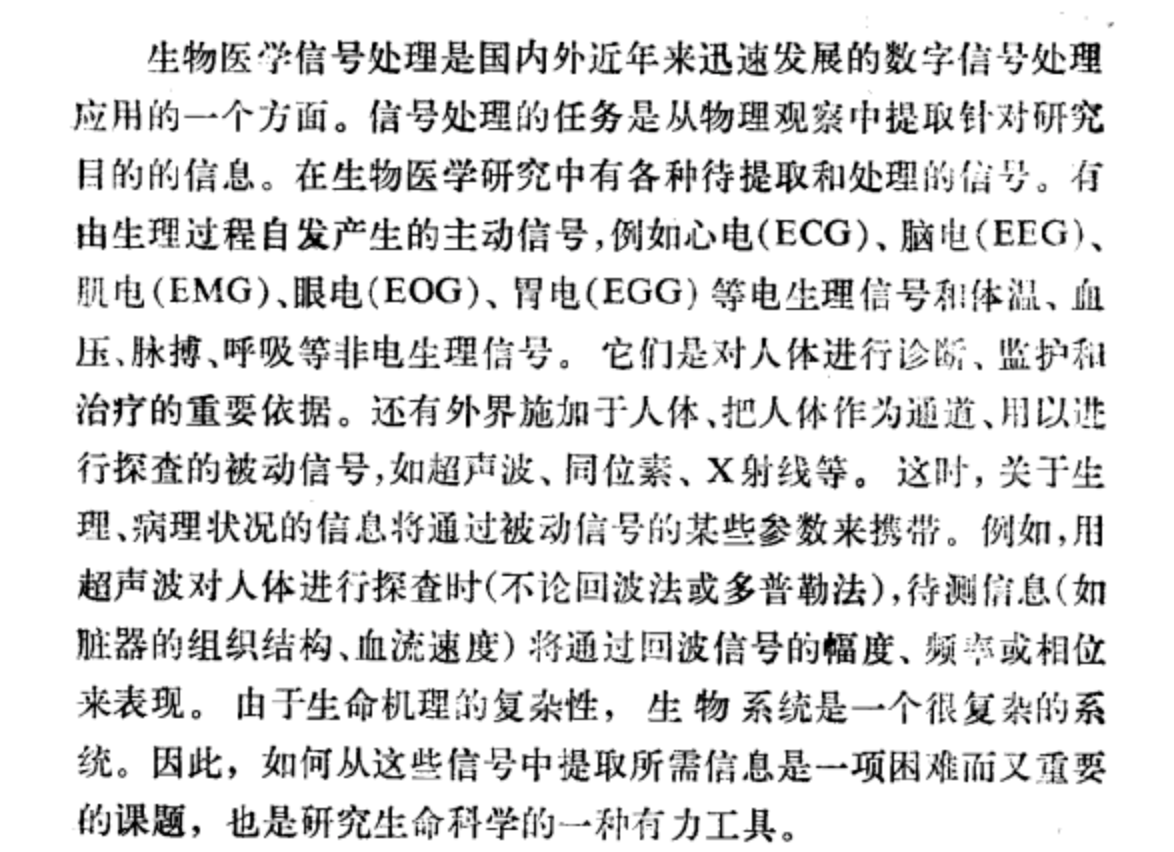 生物医学信号处理是国内外近年来迅速发展的数字信号处理
应用的一个方面。信号处理的任务是从物理观察中提取针对研究
目的的信息。在生物医学研究中有各种待提取和处理的信号。有
由生理过程自发产生的主动信号,例如心电(ECG)、脑电(EEG)、
肌电(EMG)、眼电(EOG)、胃电(EGG)等电生理信号和体温、血
压、脉搏、呼吸等非电生理信号。它们是对人体进行诊断、监护和
治疗的重要依据。还有外界施加于人体、把人体作为通道、用以进
行探查的被动信号,如超声波、同位素、X射线等。这时,关于生
理、病理状况的信息将通过被动信号的某些参数来携带。例如,用
超声波对人体进行探查时(不论回波法或多普勒法),待测信息(如
脏器的组织结构、血流速度)将通过回波信号的幅度、频率或相位
来表现。由于生命机理的复杂性,生物系统是一个很复杂的系
统。因此,如何从这些信号中提取所需信息是一项困难而又重要
的课题,也是研究生命科学的一种有力工具。